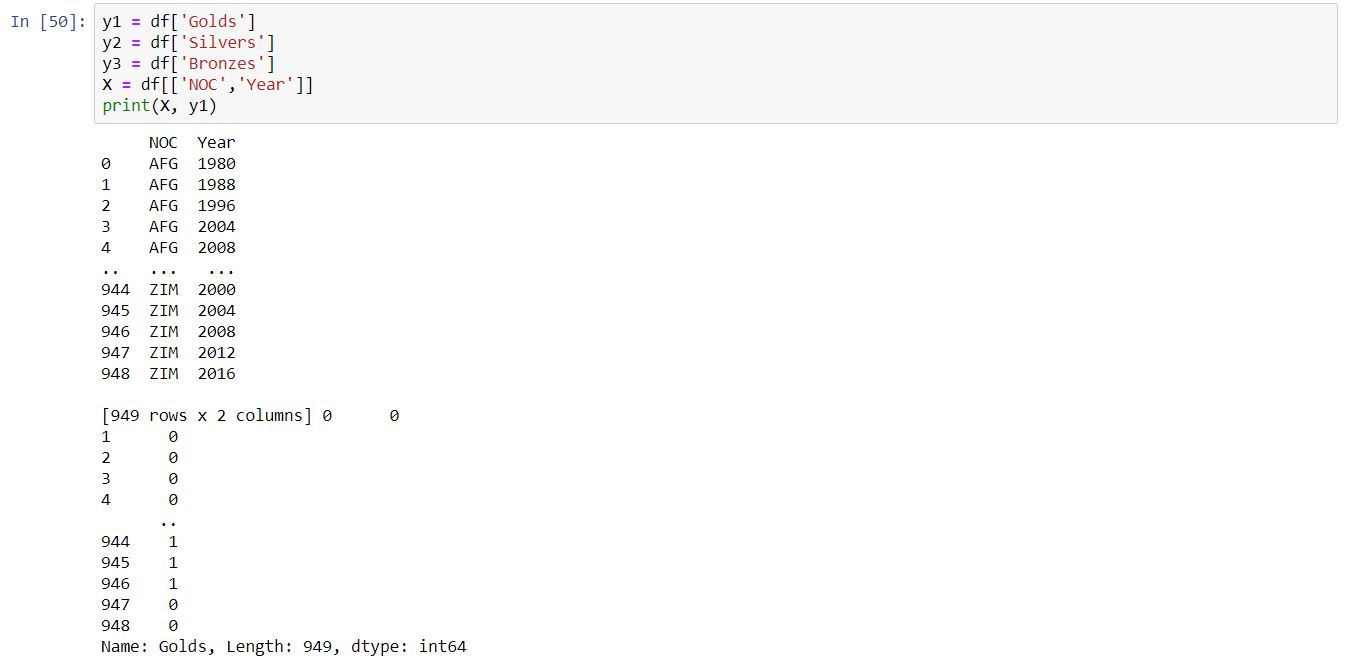 In [50]: y1 = df['Golds']
y2 = df['Silvers']
y3 = df['Bronzes']
X = df[['NOC','Year']]
print(X, y1)
NOC Year
0 AFG 1980
1 AFG 1988
2 AFG 1996
3 AFG 2004
4 AFG 2008
.. ... ...
944 ZIM 2000
945 ZIM 2004
946 ZIM 2008
947 ZIM 2012
948 ZIM 2016
[949 rows x 2 columns] 0 0
1 0
2 0
3 0
4 0
..
944 1
945 1
946 1
947 0
948 0
Name: Golds, Length: 949, dtype: int64